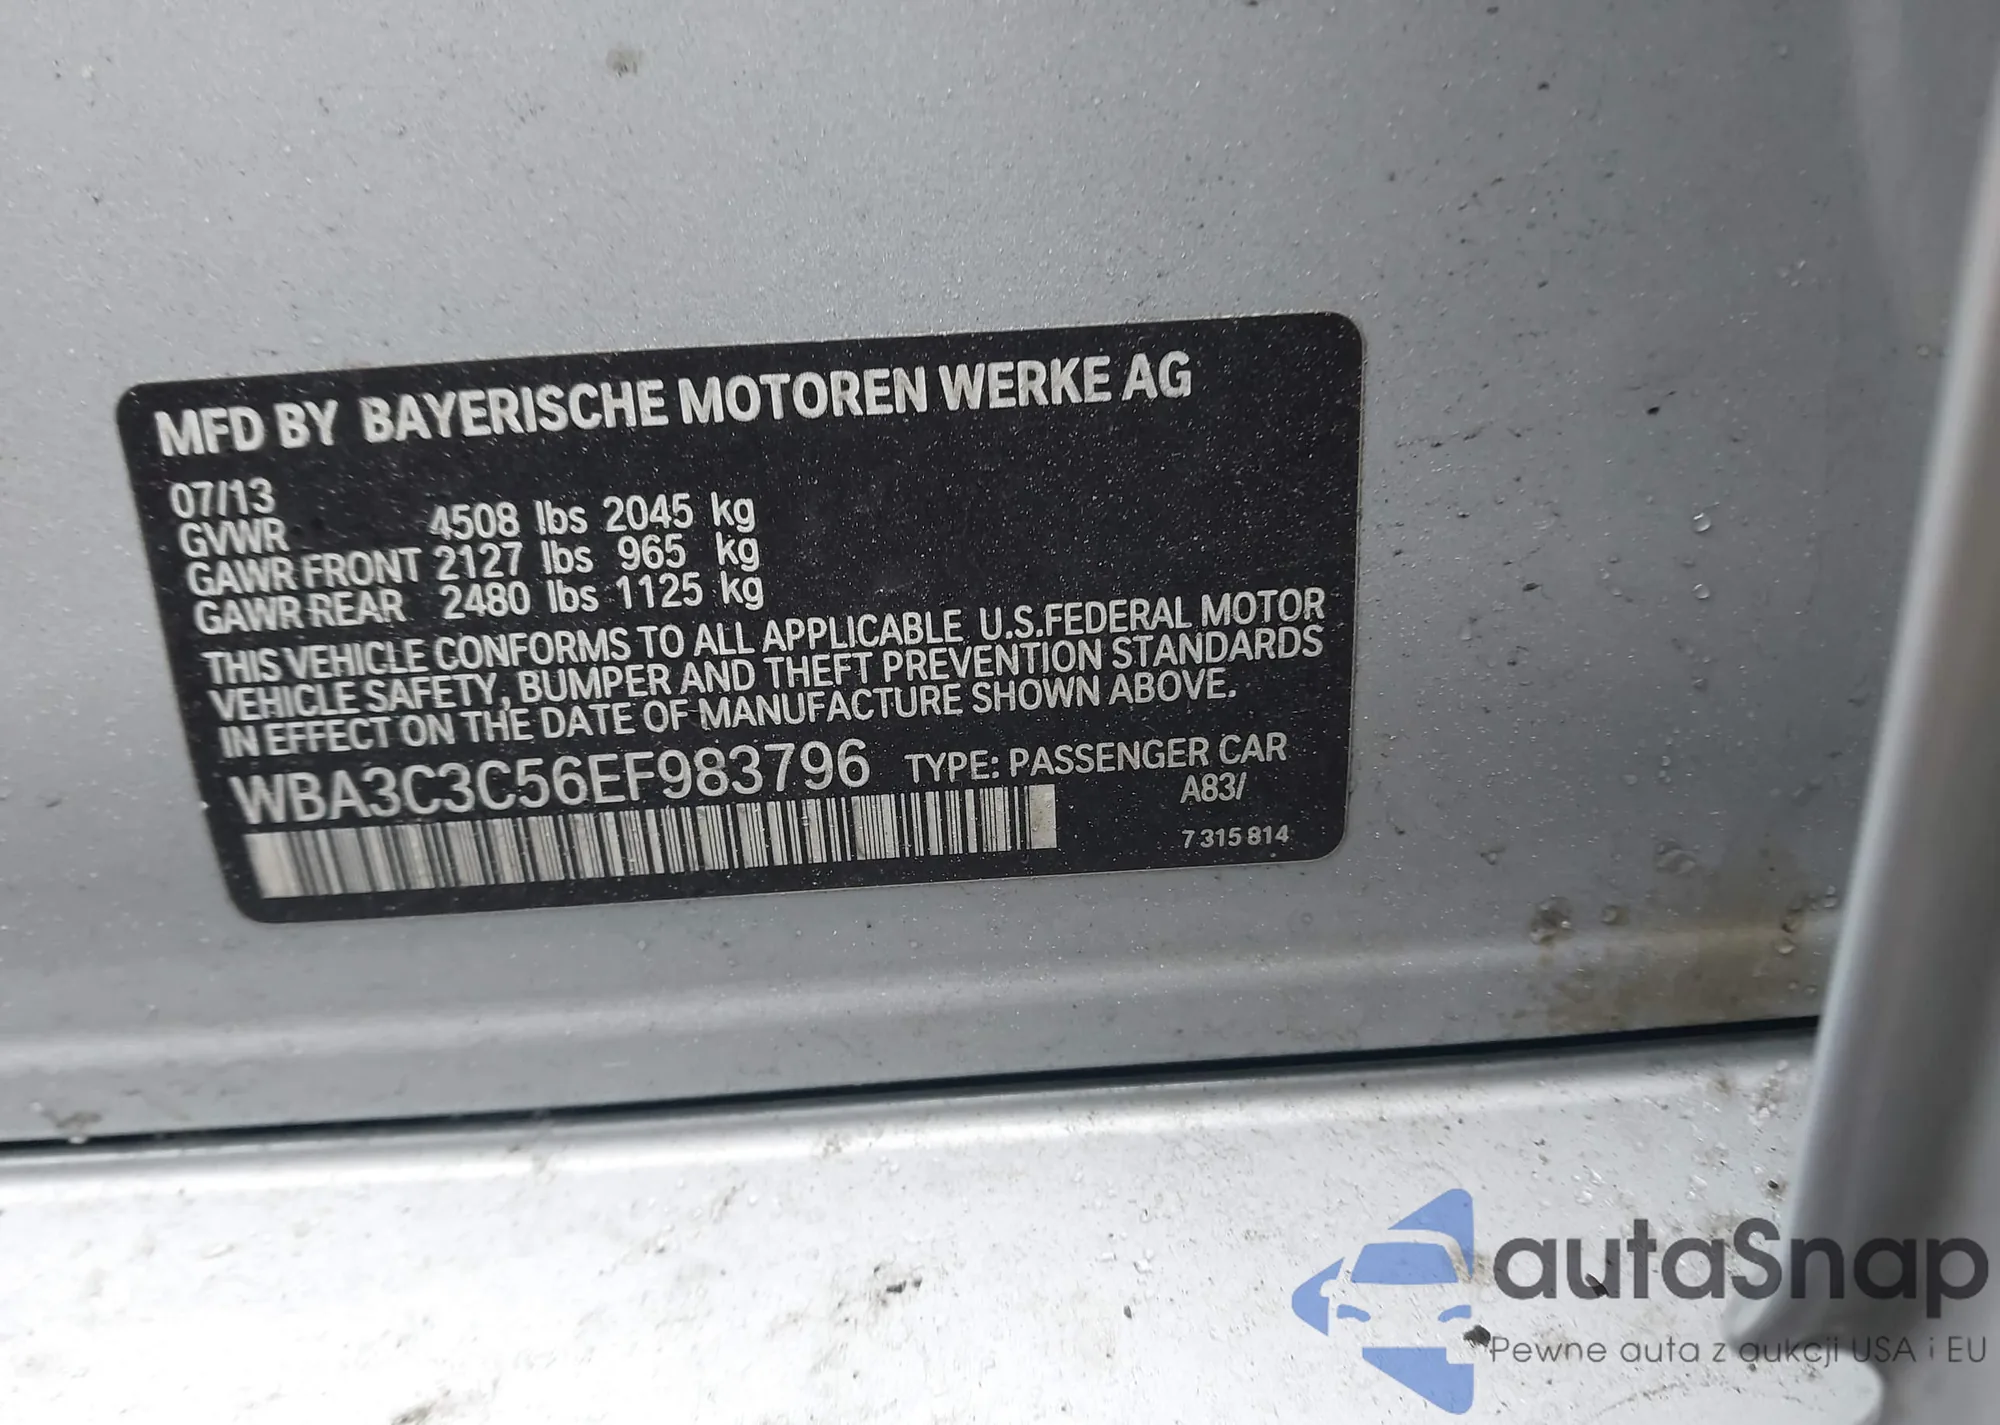 MFD BY BAYERISCHE MOTOREN WERKE AG
07/13
GVWR 4508 lbs 2045 kg
GAWR FRONT 2127 lbs 965 kg
GAWR REAR 2480 lbs 1125 kg
THIS VEHICLE CONFORMS TO ALL APPLICABLE U.S.FEDERAL MOTOR
VEHICLE SAFETY, BUMPER AND THEFT PREVENTION STANDARDS
IN EFFECT ON THE DATE OF MANUFACTURE SHOWN ABOVE.
WBA3C3C56EF983796 TYPE: PASSENGER CAR
A83/
7 315 814
autaSnap
Pewne auta z aukcji USA i EU